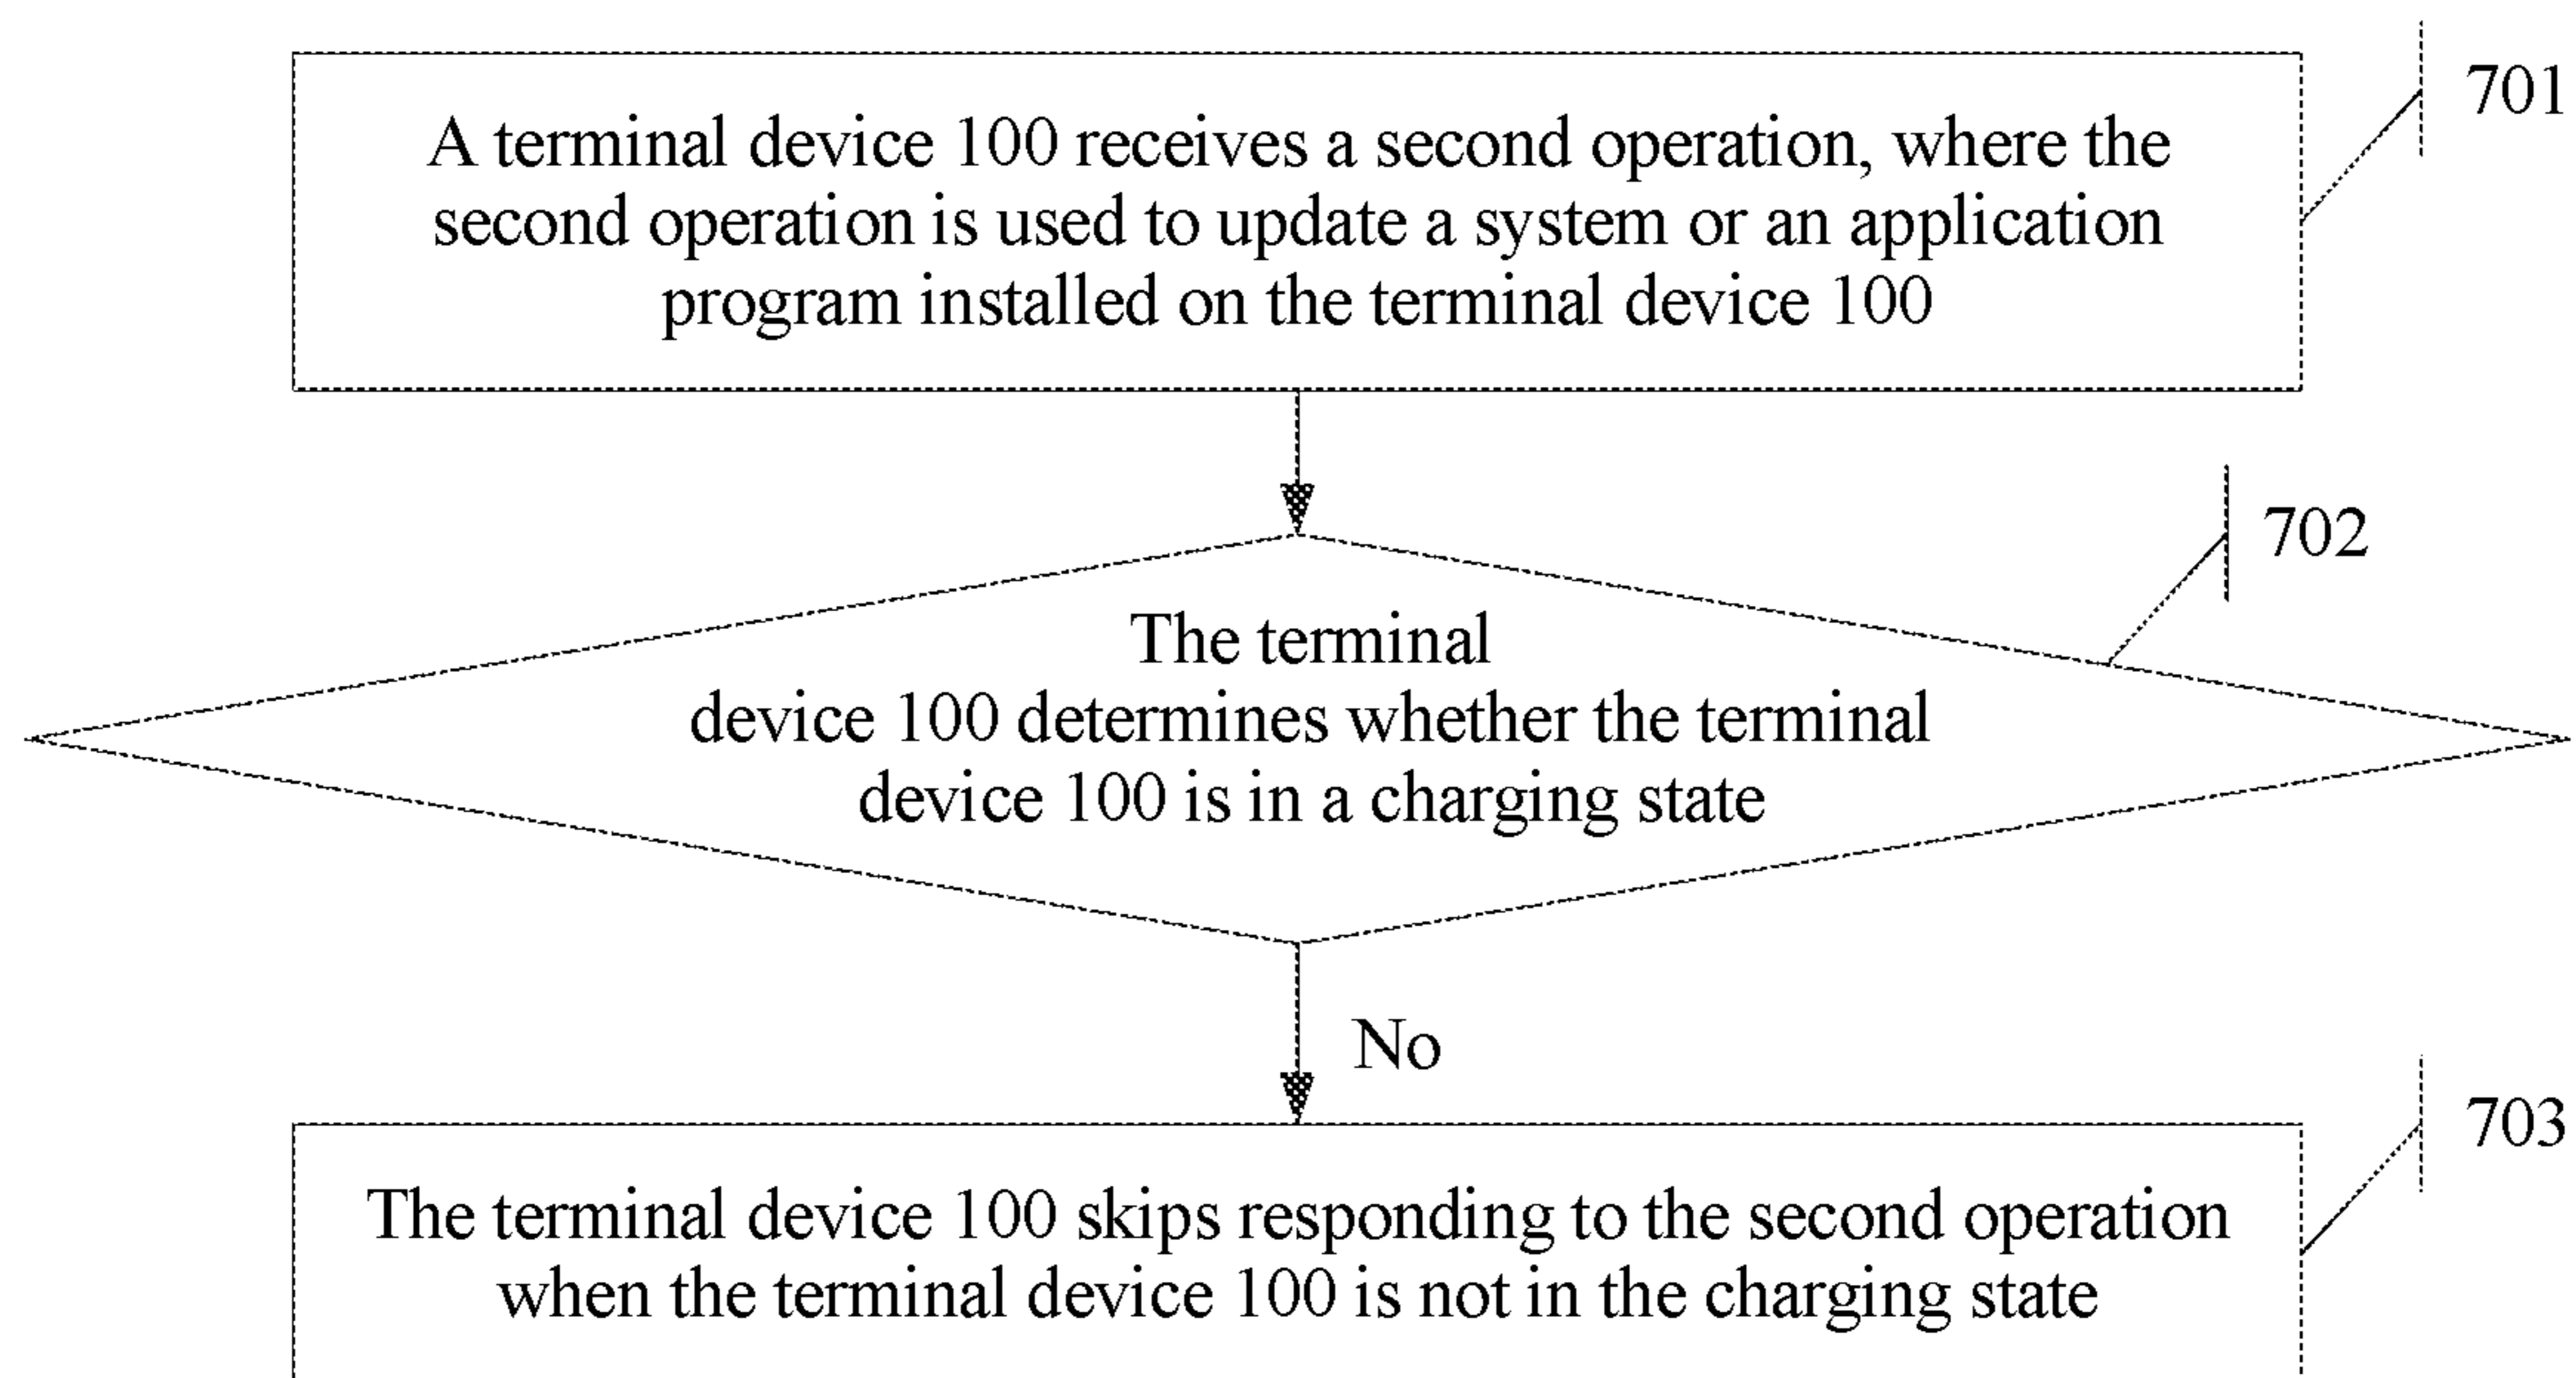 701
A terminal device 100 receives a second operation, where the
second operation is used to update a system or an application
program installed on the terminal device 100
702
The terminal
device 100 determines whether the terminal
device 100 is in a charging state
No
703
The terminal device 100 skips responding to the second operation
when the terminal device 100 is not in the charging state